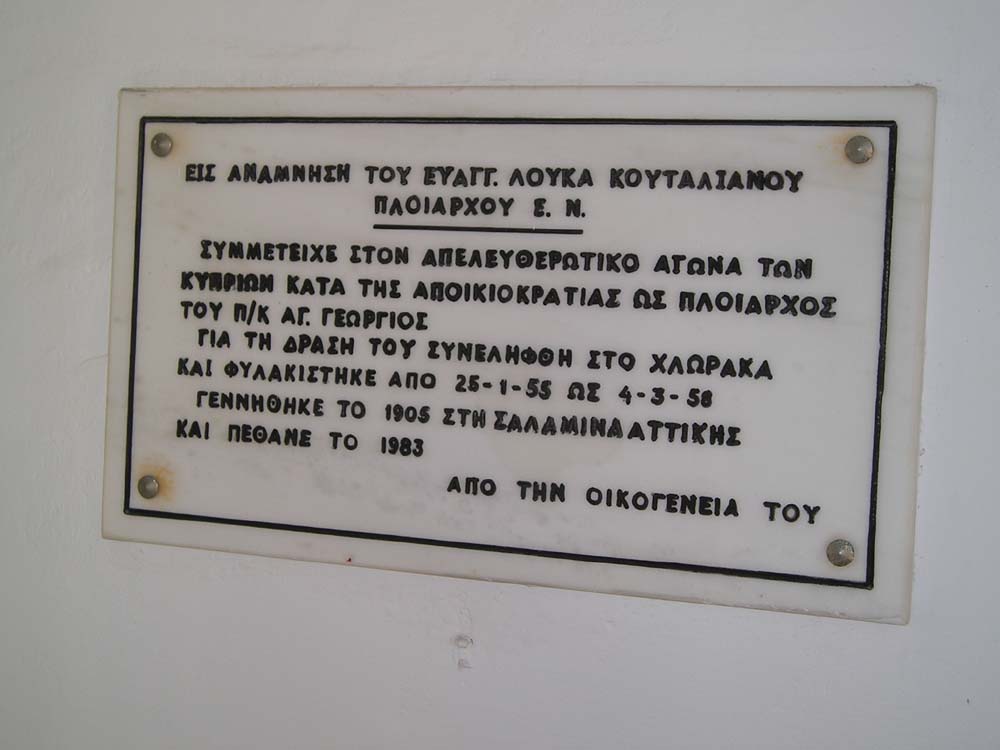 ΕΙΣ ΑΝΑΜΝΗΣΗ ΤΟΥ ΕΥΑΓΓ. ΛΟΥΚΑ ΚΟΥΤΑΛΙΑΝΟΥ
ΠΛΟΙΑΡΧΟΥ Ε. Ν.
ΣΥΜΜΕΤΕΙΧΕ ΣΤΟΝ ΑΠΕΛΕΥΘΕΡΩΤΙΚΟ ΑΓΩΝΑ ΤΩΝ
ΚΥΠΡΙΩΝ ΚΑΤΑ ΤΗΣ ΑΠΟΙΚΙΟΚΡΑΤΙΑΣ ΩΣ ΠΛΟΙΑΡΧΟΣ
ΤΟΥ Π/Κ ΑΓ. ΓΕΩΡΓΙΟΣ
ΓΙΑ ΤΗ ΔΡΑΣΗ ΤΟΥ ΣΥΝΕΛΗΦΘΗ ΣΤΟ ΧΛΩΡΑΚΑ
ΚΑΙ ΦΥΛΑΚΙΣΤΗΚΕ ΑΠΟ 25-1-55 ΩΣ 4-3-58
ΓΕΝΝΗΘΗΚΕ ΤΟ 1905 ΣΤΗ ΣΑΛΑΜΙΝΑ ΑΤΤΙΚΗΣ
ΚΑΙ ΠΕΘΑΝΕ ΤΟ 1983
ΑΠΟ ΤΗΝ ΟΙΚΟΓΕΝΕΙΑ ΤΟΥ